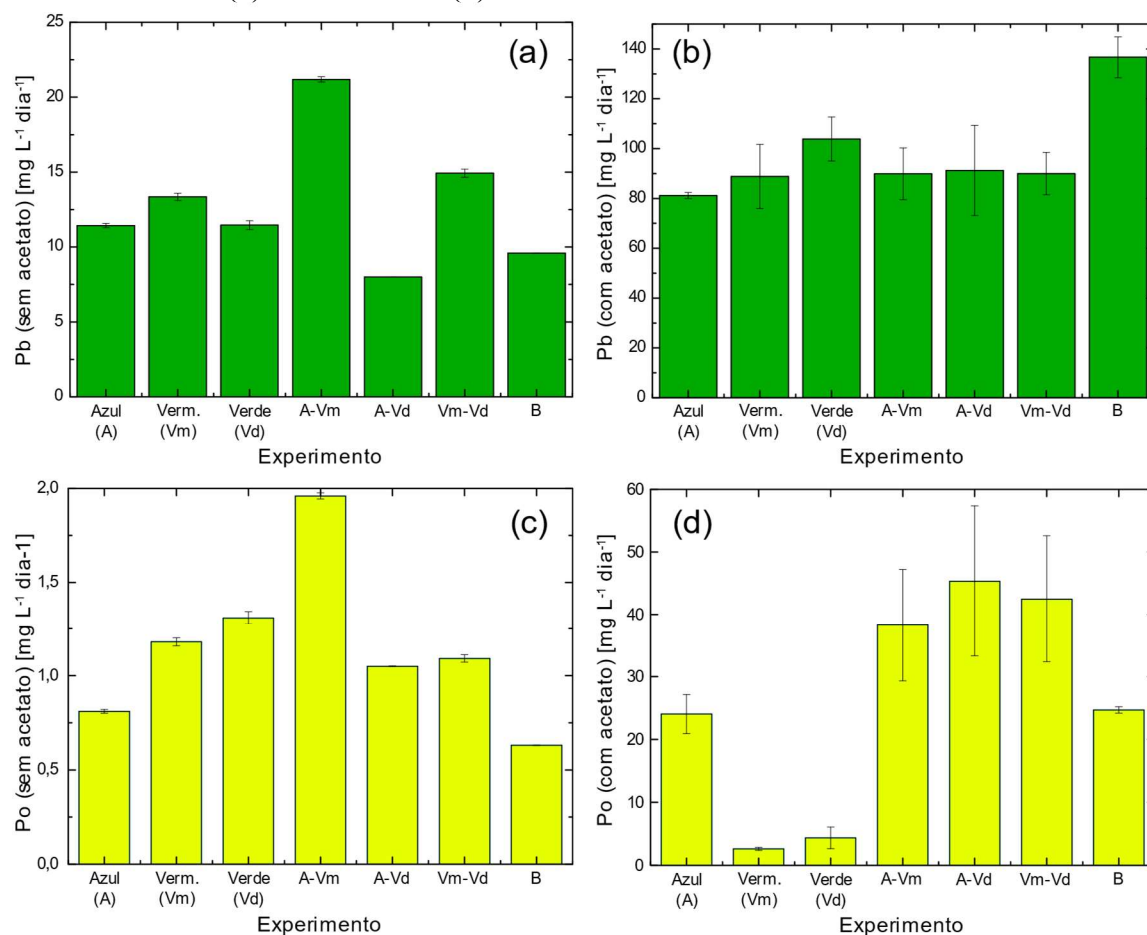 (a)
Pb (sem acetato) [mg L⁻¹ dia⁻¹]
25
20
15
10
5
0
Azul Verm. Verde A-Vm A-Vd Vm-Vd B
(A) (Vm) (Vd)
Experimento
(b)
Pb (com acetato) [mg L⁻¹ dia⁻¹]
140
120
100
80
60
40
20
0
Azul Verm. Verde A-Vm A-Vd Vm-Vd B
(A) (Vm) (Vd)
Experimento
(c)
Po (sem acetato) [mg L⁻¹ dia-1]
2,0
1,5
1,0
0,5
0,0
Azul Verm. Verde A-Vm A-Vd Vm-Vd B
(A) (Vm) (Vd)
Experimento
(d)
Po (com acetato) [mg L⁻¹ dia⁻¹]
60
50
40
30
20
10
0
Azul Verm. Verde A-Vm A-Vd Vm-Vd B
(A) (Vm) (Vd)
Experimento